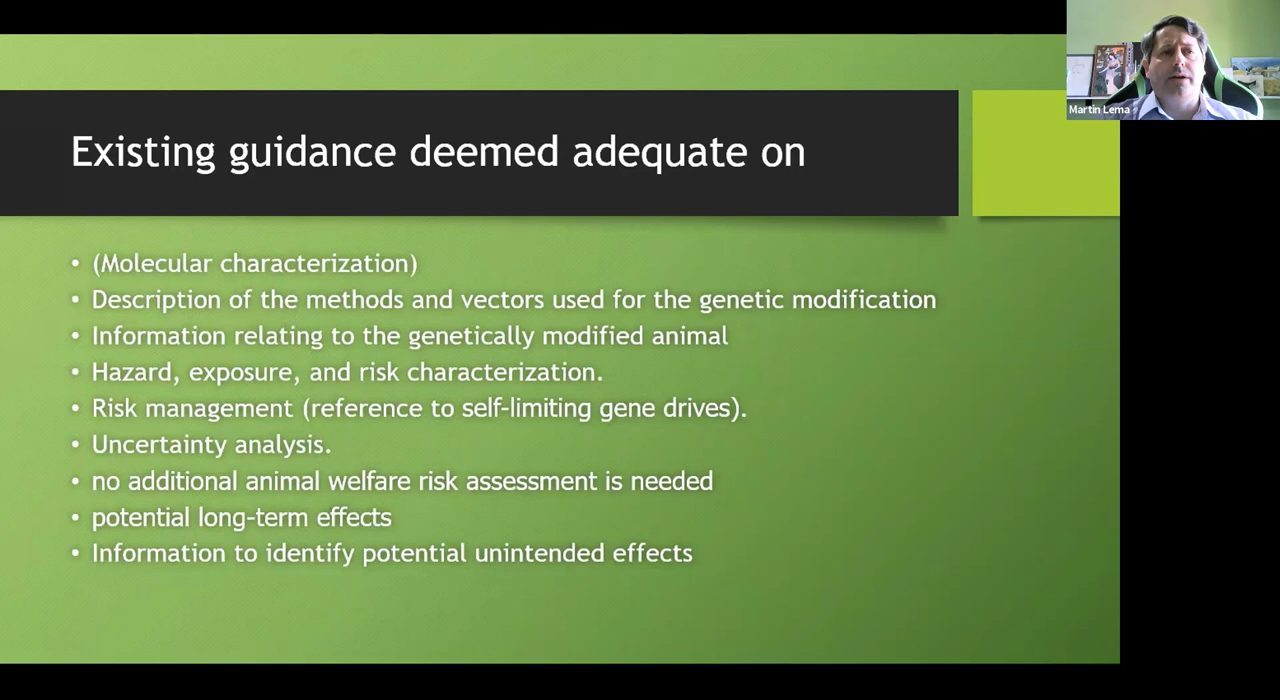 Existing guidance deemed adequate on
• (Molecular characterization)
• Description of the methods and vectors used for the genetic modification
• Information relating to the genetically modified animal
• Hazard, exposure, and risk characterization.
• Risk management (reference to self-limiting gene drives).
• Uncertainty analysis.
• no additional animal welfare risk assessment is needed
• potential long-term effects
• Information to identify potential unintended effects
Martin Lema